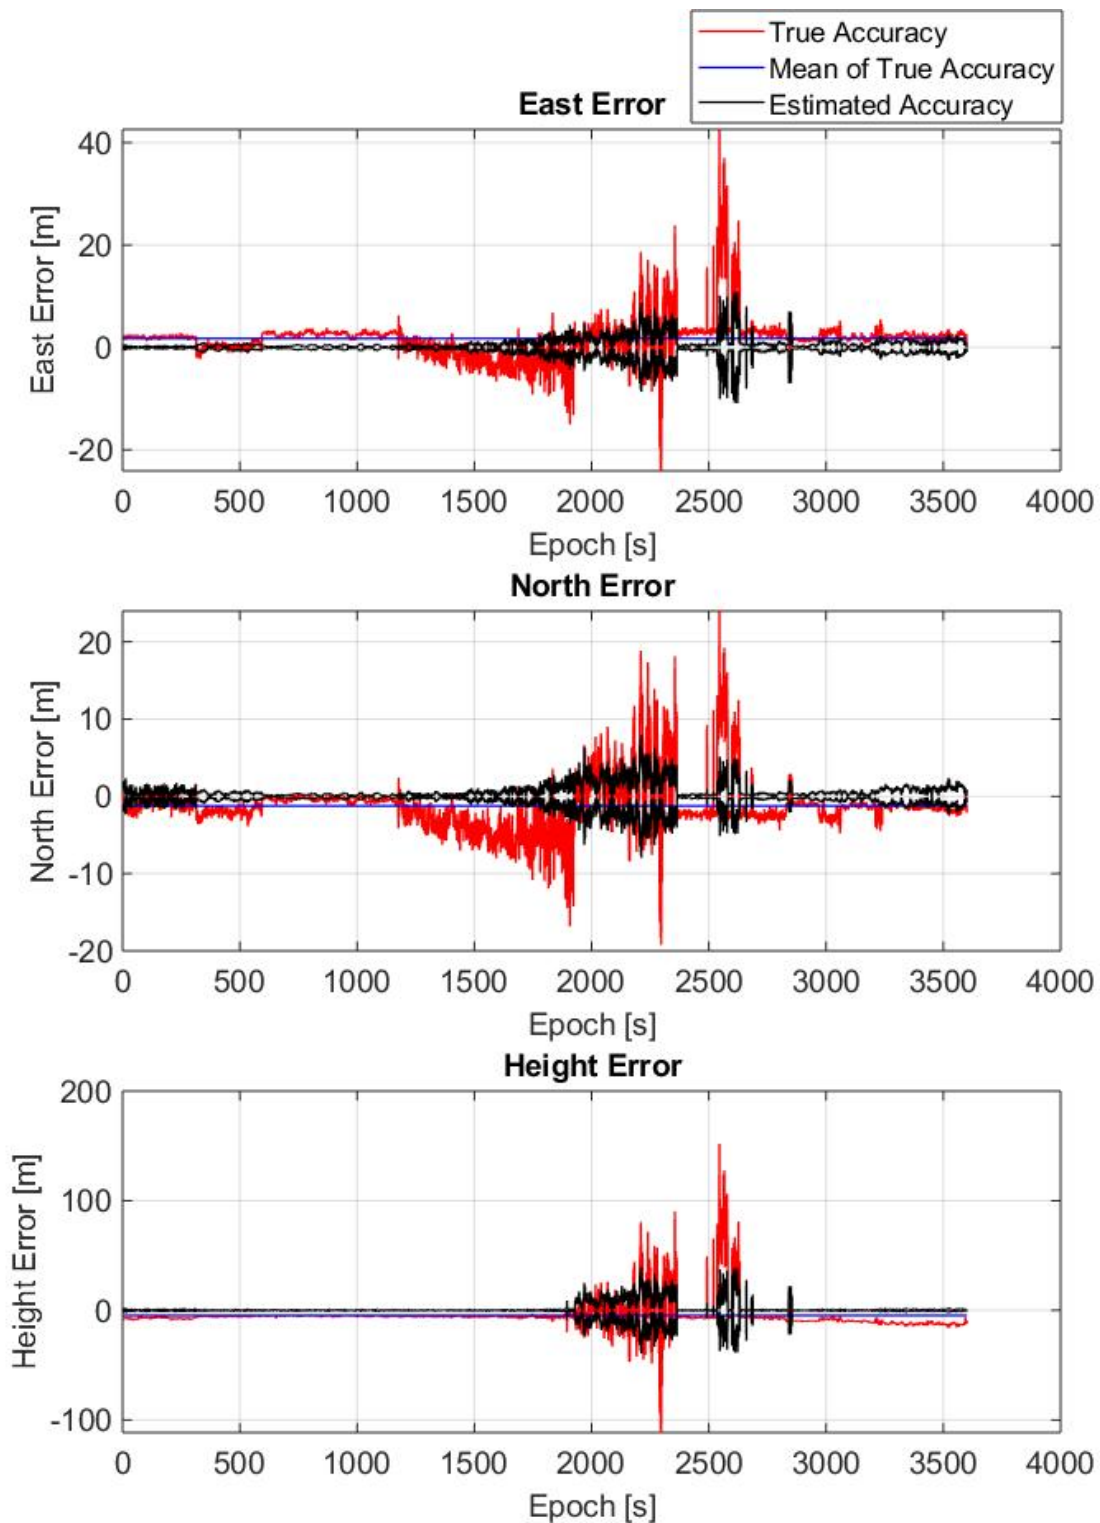 True Accuracy
Mean of True Accuracy
Estimated Accuracy
East Error
40
20
0
-20
East Error [m]
0 500 1000 1500 2000 2500 3000 3500 4000
Epoch [s]
North Error
20
10
0
-10
-20
North Error [m]
0 500 1000 1500 2000 2500 3000 3500 4000
Epoch [s]
Height Error
200
100
0
-100
Height Error [m]
0 500 1000 1500 2000 2500 3000 3500 4000
Epoch [s]